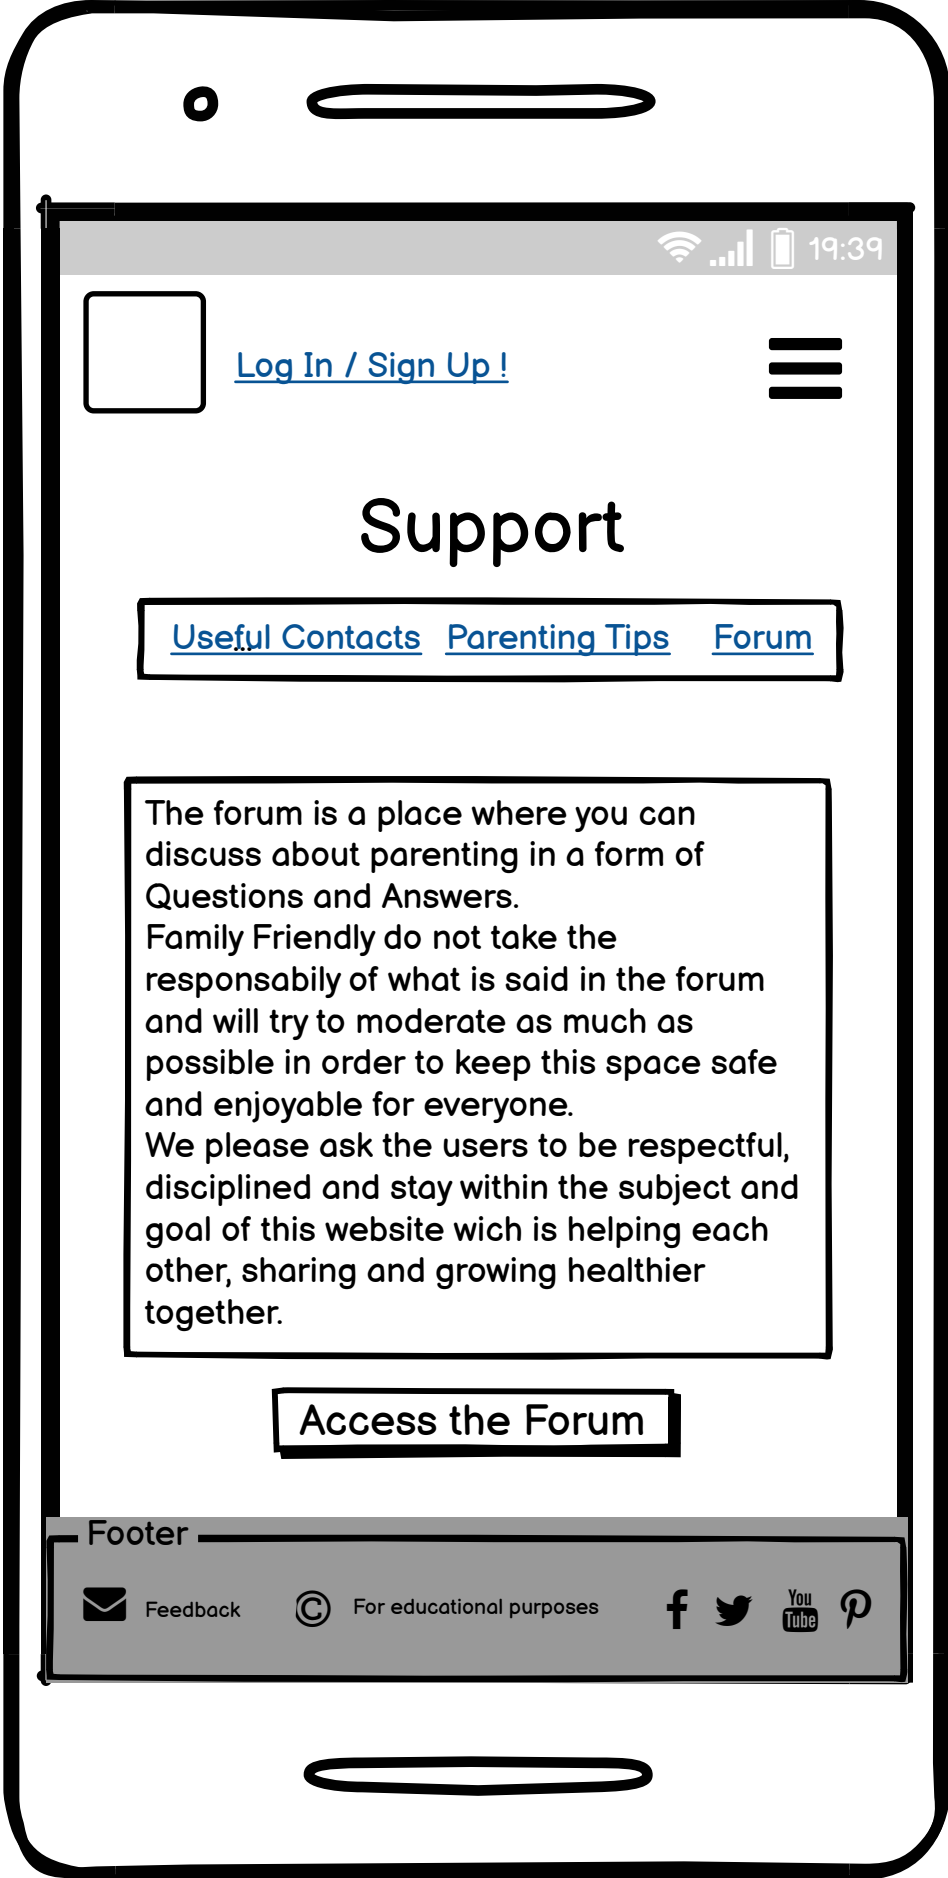 19:39
Log In / Sign Up !
Support
Useful Contacts Parenting Tips Forum
The forum is a place where you can
discuss about parenting in a form of
Questions and Answers.
Family Friendly do not take the
responsabily of what is said in the forum
and will try to moderate as much as
possible in order to keep this space safe
and enjoyable for everyone.
We please ask the users to be respectful,
disciplined and stay within the subject and
goal of this website wich is helping each
other, sharing and growing healthier
together.
Access the Forum
Footer
Feedback © For educational purposes You Tube